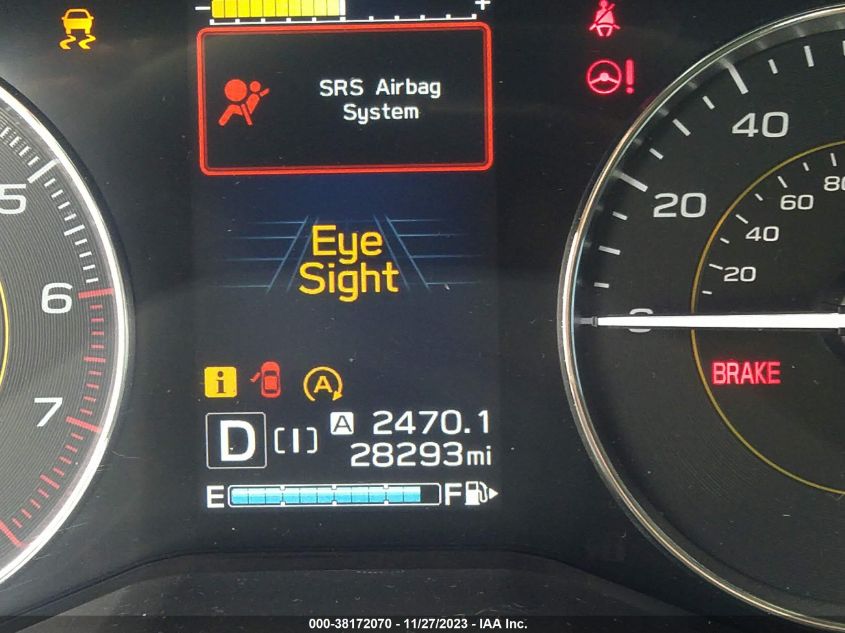 - +
SRS Airbag
System
Eye
Sight
5
6
7
40
20
0
80
60
40
20
BRAKE
i
A
D [I] A 2470.1
28293mi
E F
000-38172070 - 11/27/2023 - IAA Inc.